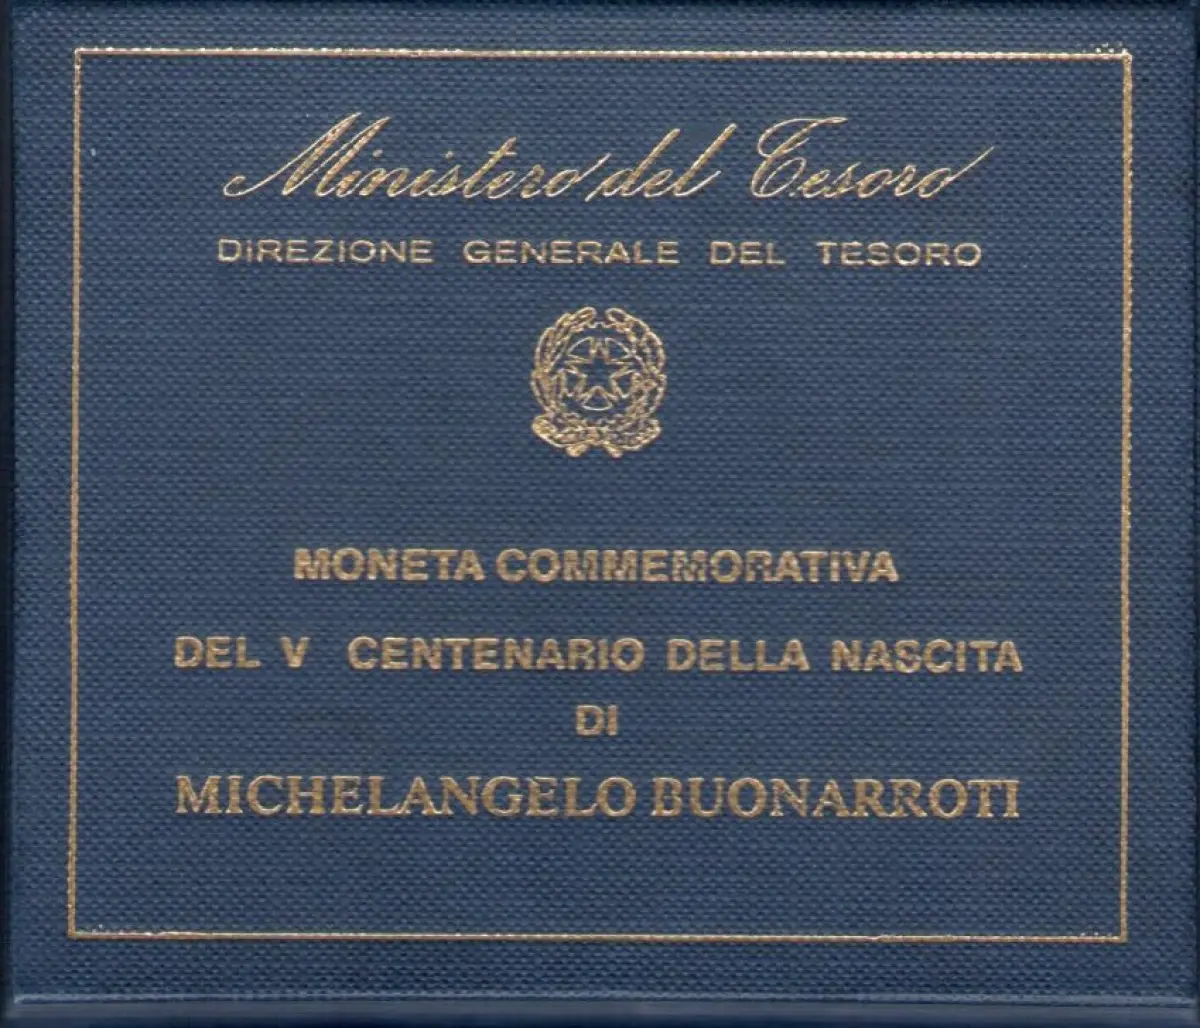 Ministero del Tesoro
DIREZIONE GENERALE DEL TESORO
MONETA COMMEMORATIVA
DEL V CENTENARIO DELLA NASCITA
DI
MICHELANGELO BUONARROTI